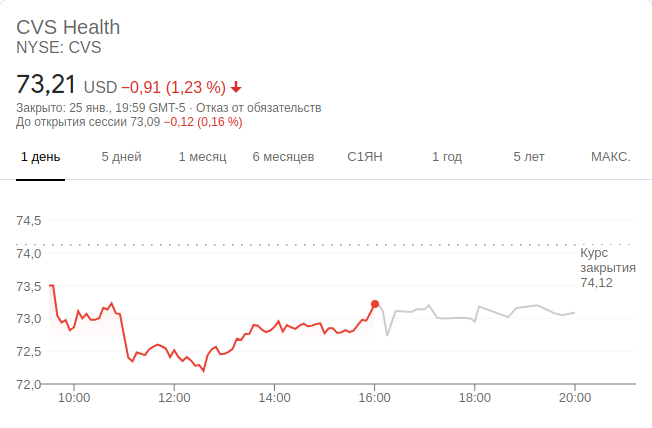 CVS Health
NYSE: CVS
73,21 USD −0,91 (1,23 %)
Закрыто: 25 янв., 19:59 GMT-5 · Отказ от обязательств
До открытия сессии 73,09 −0,12 (0,16 %)
1 день 5 дней 1 месяц 6 месяцев С1ЯН 1 год 5 лет МАКС.
74,5
74,0
Курс
закрытия
74,12
73,5
73,0
72,5
72,0
10:00 12:00 14:00 16:00 18:00 20:00